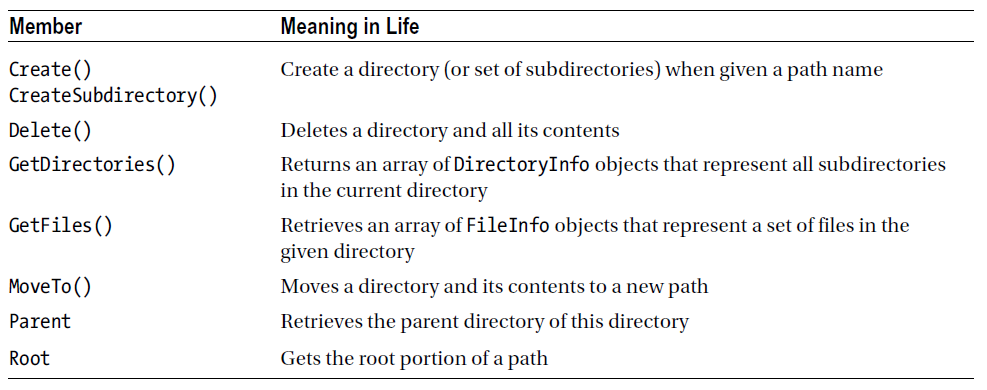 Member Meaning in Life
Create() Create a directory (or set of subdirectories) when given a path name
CreateSubdirectory()
Delete() Deletes a directory and all its contents
GetDirectories() Returns an array of DirectoryInfo objects that represent all subdirectories
in the current directory
GetFiles() Retrieves an array of FileInfo objects that represent a set of files in the
given directory
MoveTo() Moves a directory and its contents to a new path
Parent Retrieves the parent directory of this directory
Root Gets the root portion of a path